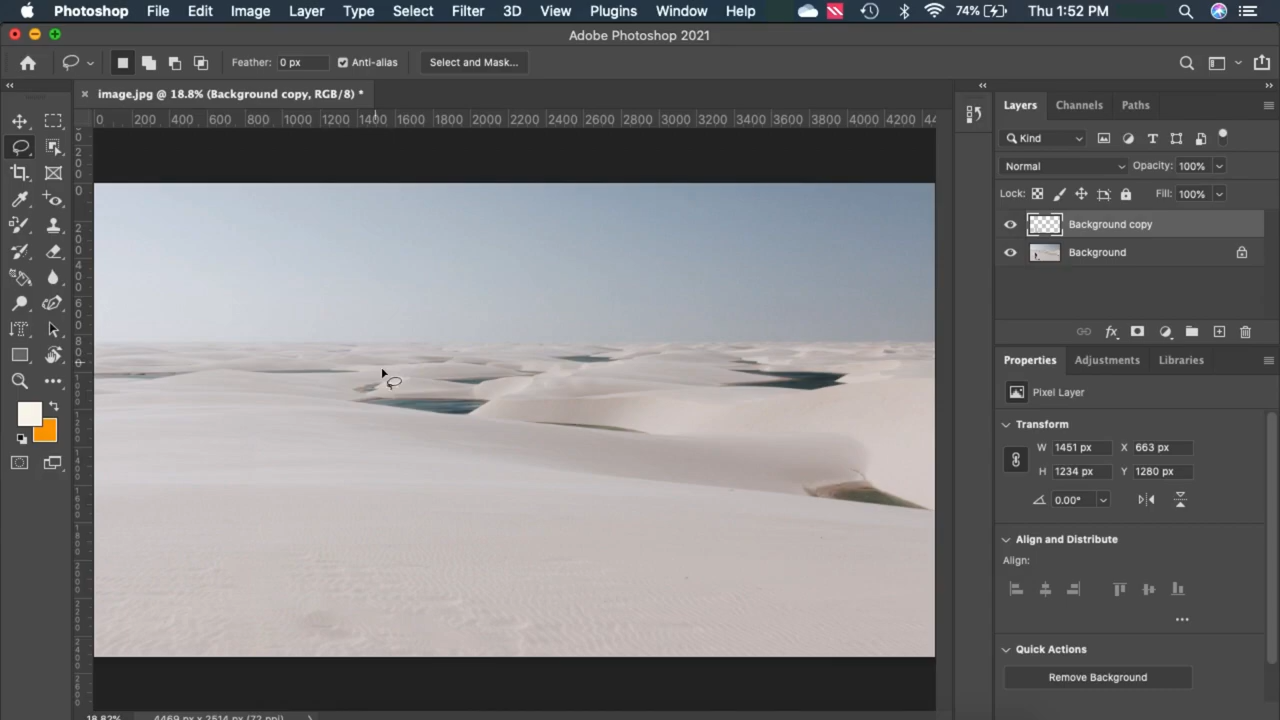 Photoshop File Edit Image Layer Type Select Filter 3D View Plugins Window Help 74% Thu 1:52 PM
Adobe Photoshop 2021
Feather: 0 px Anti-alias Select and Mask...
image.jpg @ 18.8% (Background copy, RGB/8) *
0 200 400 600 800 1000 1200 1400 1600 1800 2000 2200 2400 2600 2800 3000 3200 3400 3600 3800 4000 4200 44
Layers Channels Paths
Kind
Normal Opacity: 100%
Lock: Fill: 100%
Background copy
Background
Properties Adjustments Libraries
Pixel Layer
Transform
W 1451 px X 663 px
H 1234 px Y 1280 px
0.00°
Align and Distribute
Align:
Quick Actions
Remove Background
18.82% 4469 px x 2514 px (72 ppi)